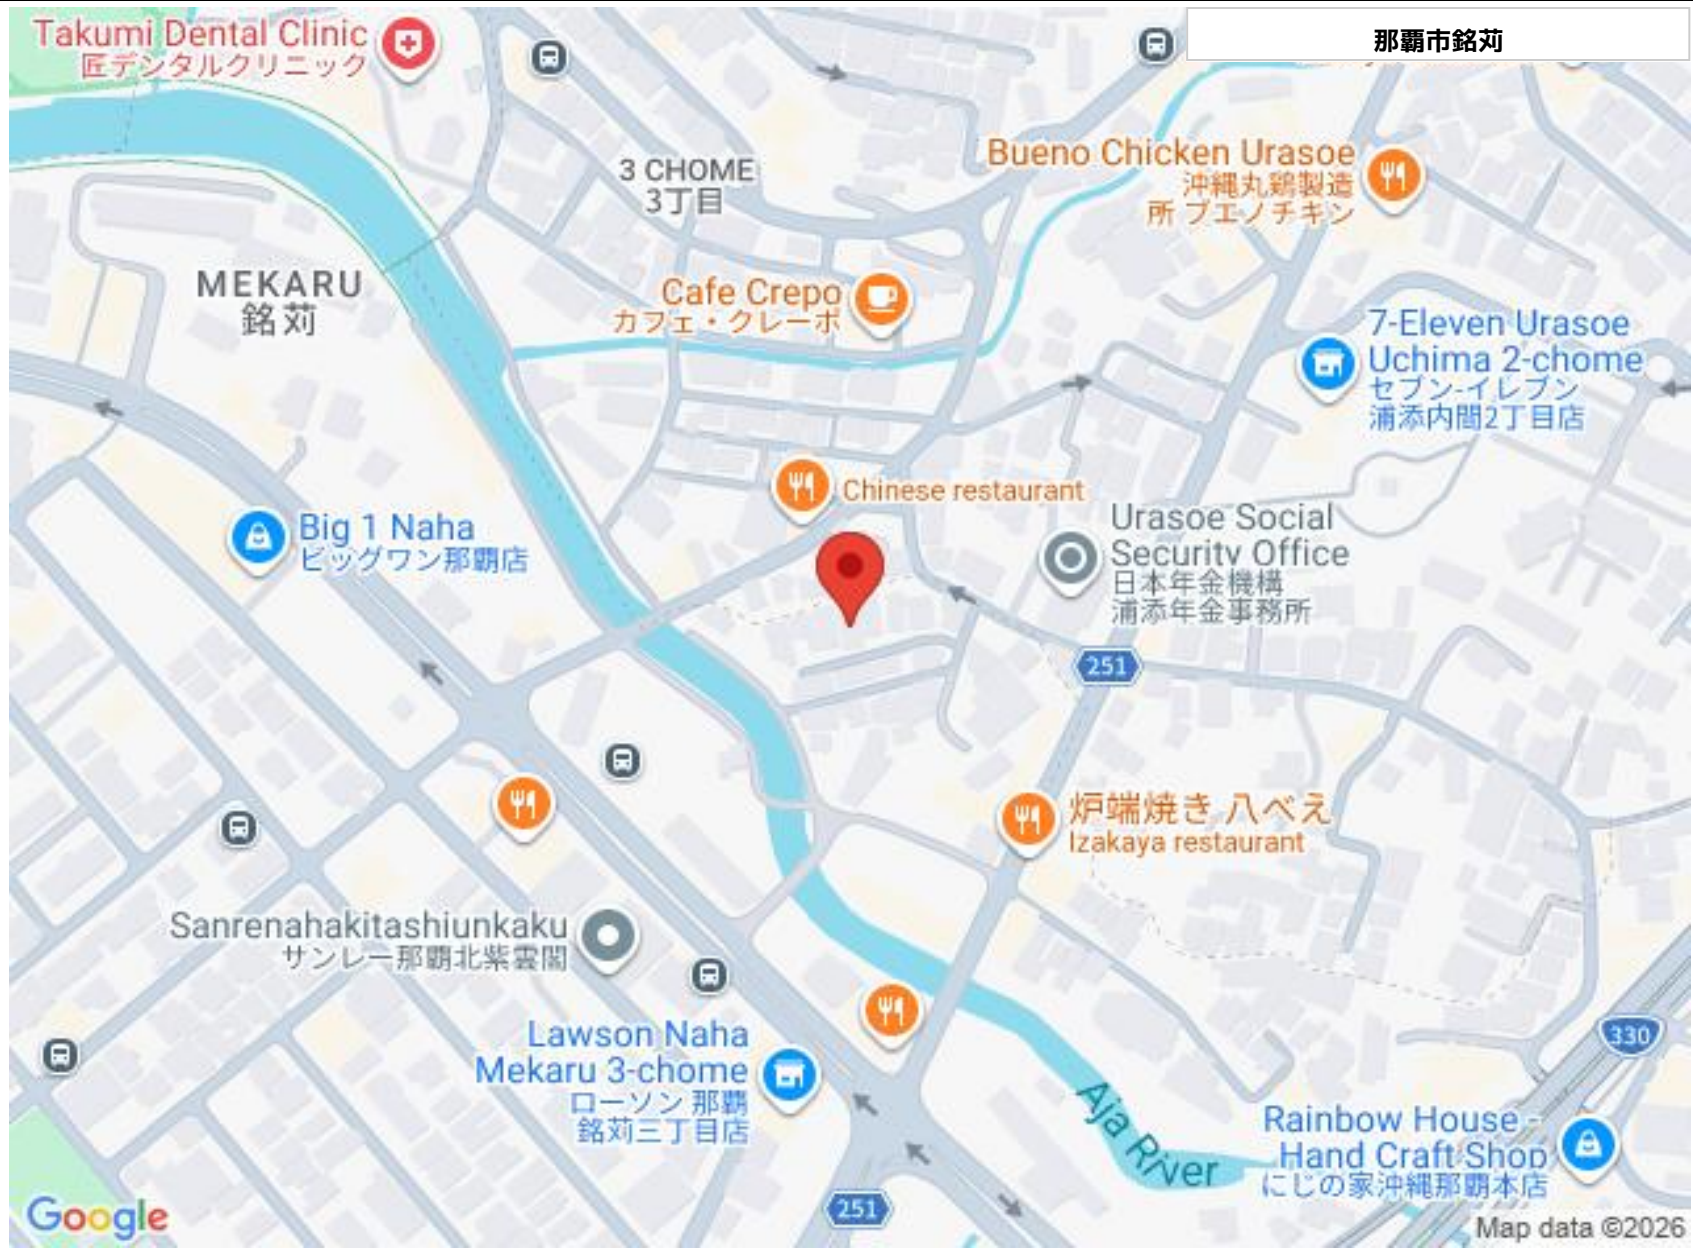 那覇市銘苅
Takumi Dental Clinic
匠デンタルクリニック
3 CHOME
3丁目
Bueno Chicken Urasoe
沖縄丸鶏製造
所 ブエノチキン
MEKARU
銘苅
Cafe Crepo
カフェ・クレーポ
7-Eleven Urasoe
Uchima 2-chome
セブン-イレブン
浦添内間2丁目店
Chinese restaurant
Big 1 Naha
ビッグワン那覇店
Urasoe Social
Security Office
日本年金機構
浦添年金事務所
251
炉端焼き 八べえ
Izakaya restaurant
Sanrenahakitashiunkaku
サンレー那覇北紫雲閣
Lawson Naha
Mekaru 3-chome
ローソン 那覇
銘苅三丁目店
330
Aja River
Rainbow House -
Hand Craft Shop
にじの家沖縄那覇本店
251
Google
Map data ©2026